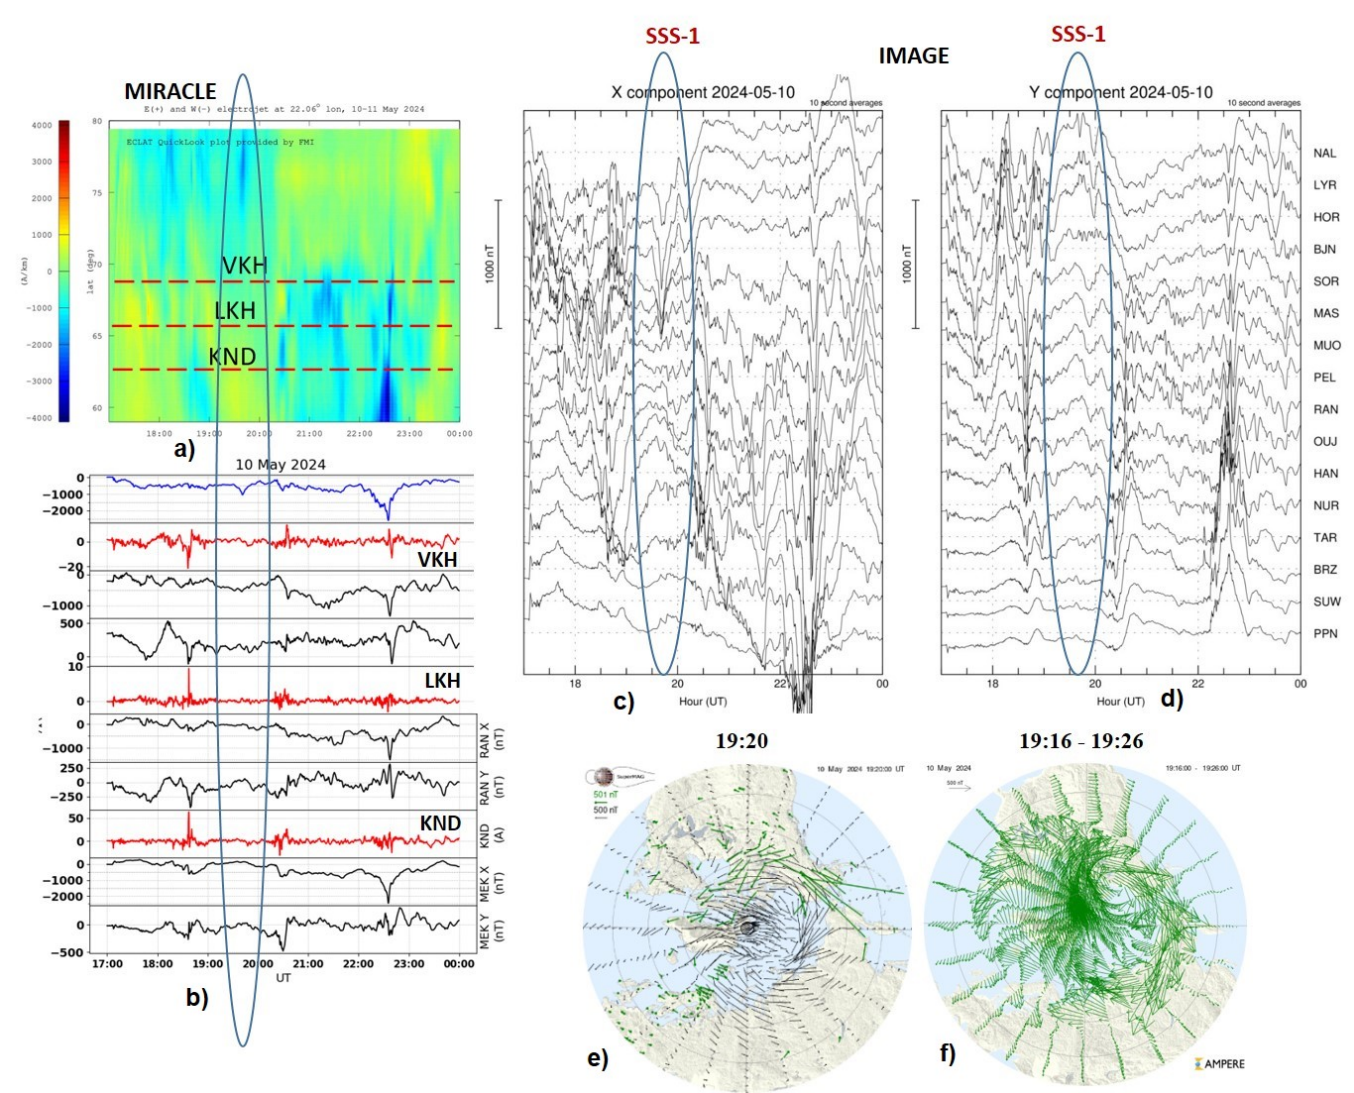 SSS-1
SSS-1
IMAGE
MIRACLE
E(+) and W(-) electrojet at 22.06° lon, 10-11 May 2024
ECLAT QuickLook plot provided by FMI
4000
3000
2000
1000
0
-1000
-2000
-3000
-4000
(A/km)
80
75
70
65
60
lat (deg)
VKH
LKH
KND
18:00 19:00 20:00 21:00 22:00 23:00 00:00
a)
X component 2024-05-10
10 second averages
1000 nT
18 20 22 00
Hour (UT)
c)
Y component 2024-05-10
10 second averages
1000 nT
NAL
LYR
HOR
BJN
SOR
MAS
MUO
PEL
RAN
OUJ
HAN
NUR
TAR
BRZ
SUW
PPN
18 20 22 00
Hour (UT)
d)
10 May 2024
0
−1000
−2000
0
−20
VKH
0
−1000
500
0
10
0
LKH
0
−1000
RAN X
(nT)
250
0
−250
RAN Y
(nT)
50
0
KND
KND
(A)
0
−1000
−2000
MEK X
(nT)
0
−500
MEK Y
(nT)
17:00 18:00 19:00 20:00 21:00 22:00 23:00 00:00
UT
b)
19:20
SuperMAG
10 May 2024 19:20:00 UT
501 nT
500 nT
e)
19:16 - 19:26
10 May 2024
19:16:00 - 19:26:00 UT
500 nT
f)
AMPERE